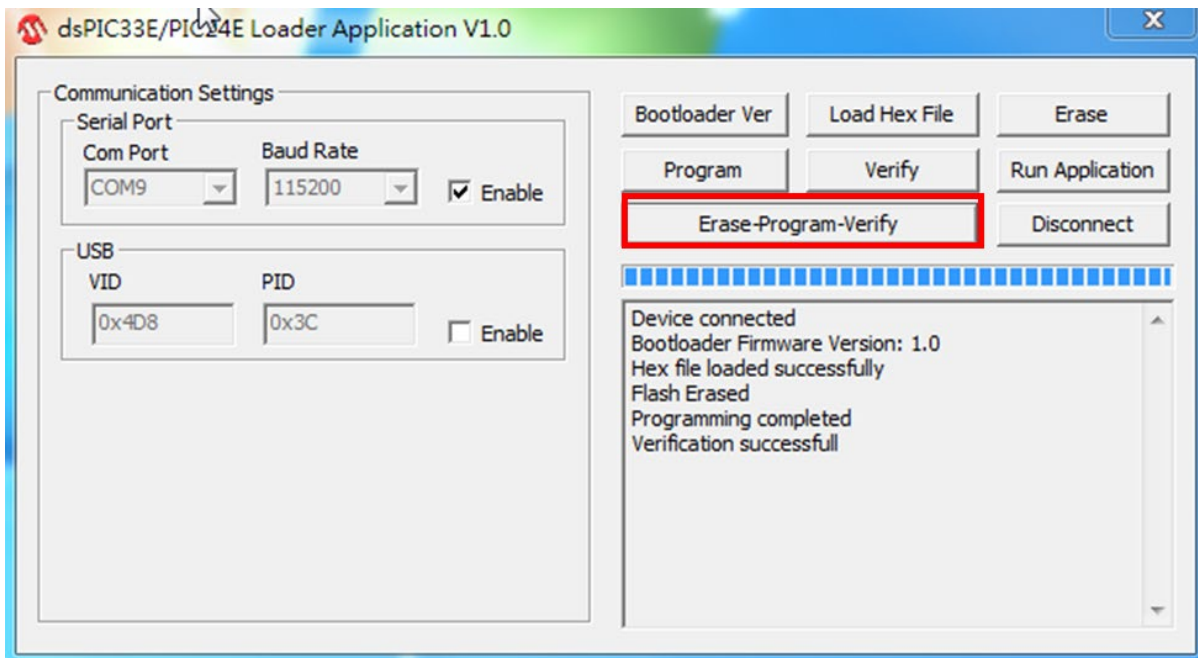 dsPIC33E/PIC24E Loader Application V1.0
Communication Settings
Serial Port
Com Port Baud Rate
COM9 115200 Enable
USB
VID PID
0x4D8 0x3C Enable
Bootloader Ver Load Hex File Erase
Program Verify Run Application
Erase-Program-Verify Disconnect
Device connected
Bootloader Firmware Version: 1.0
Hex file loaded successfully
Flash Erased
Programming completed
Verification successfull